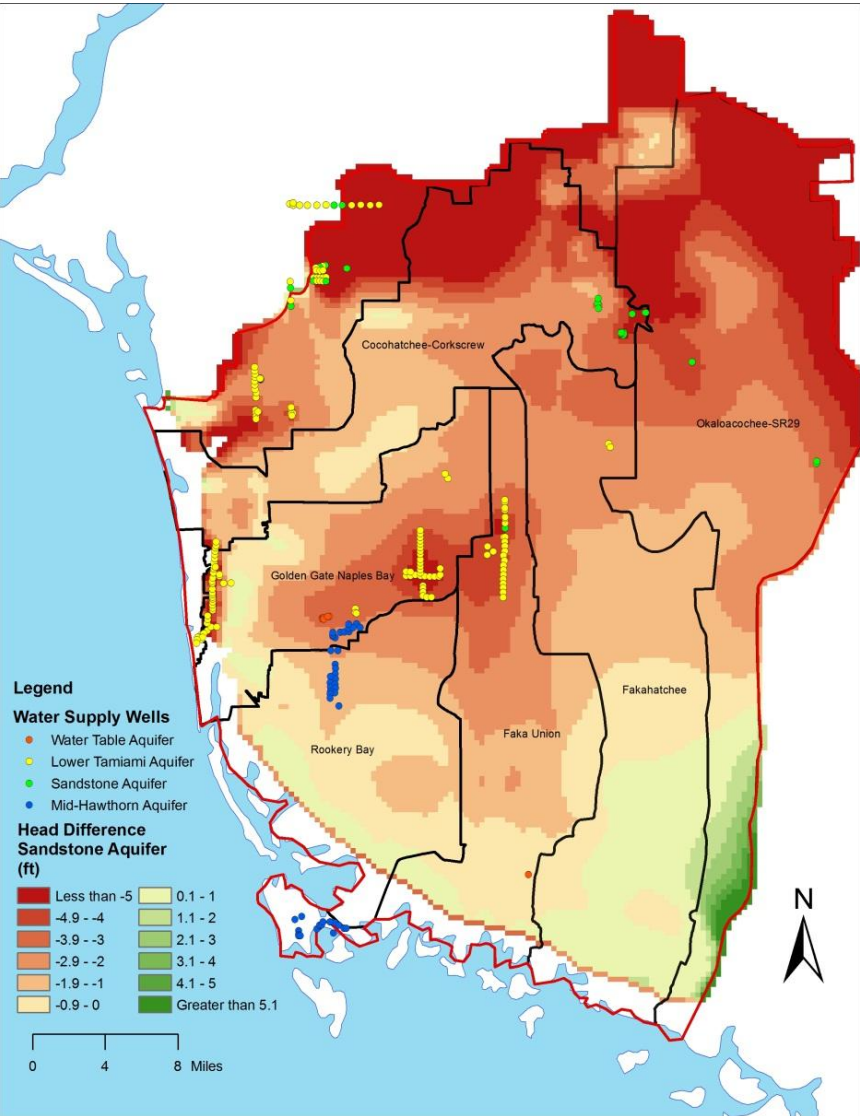 Cocohatchee-Corkscrew
Okaloacochee-SR29
Golden Gate Naples Bay
Fakahatchee
Faka Union
Rookery Bay
Legend
Water Supply Wells
Water Table Aquifer
Lower Tamiami Aquifer
Sandstone Aquifer
Mid-Hawthorn Aquifer
Head Difference
Sandstone Aquifer
(ft)
Less than -5
-4.9 - -4
-3.9 - -3
-2.9 - -2
-1.9 - -1
-0.9 - 0
0.1 - 1
1.1 - 2
2.1 - 3
3.1 - 4
4.1 - 5
Greater than 5.1
N
0 4 8 Miles